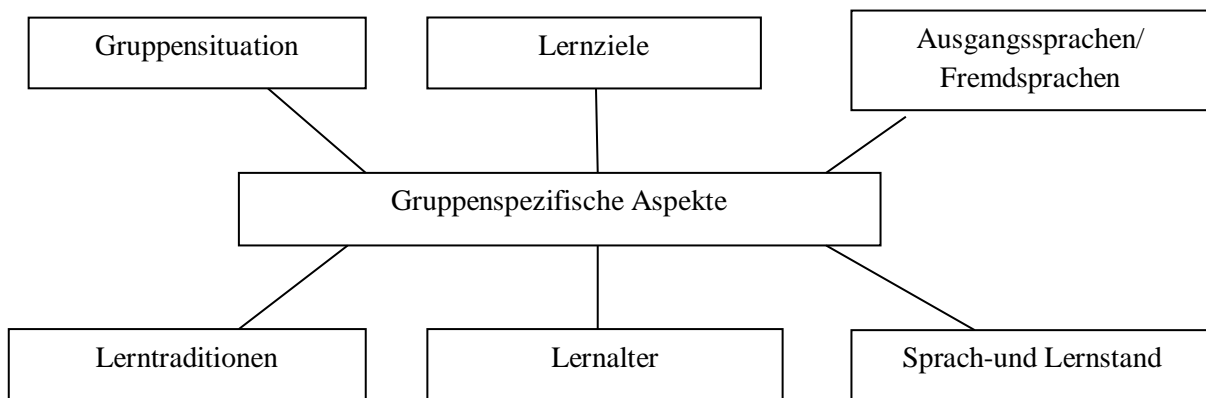 Gruppensituation
Lernziele
Ausgangssprachen/
Fremdsprachen
Gruppenspezifische Aspekte
Lerntraditionen
Lernalter
Sprach-und Lernstand